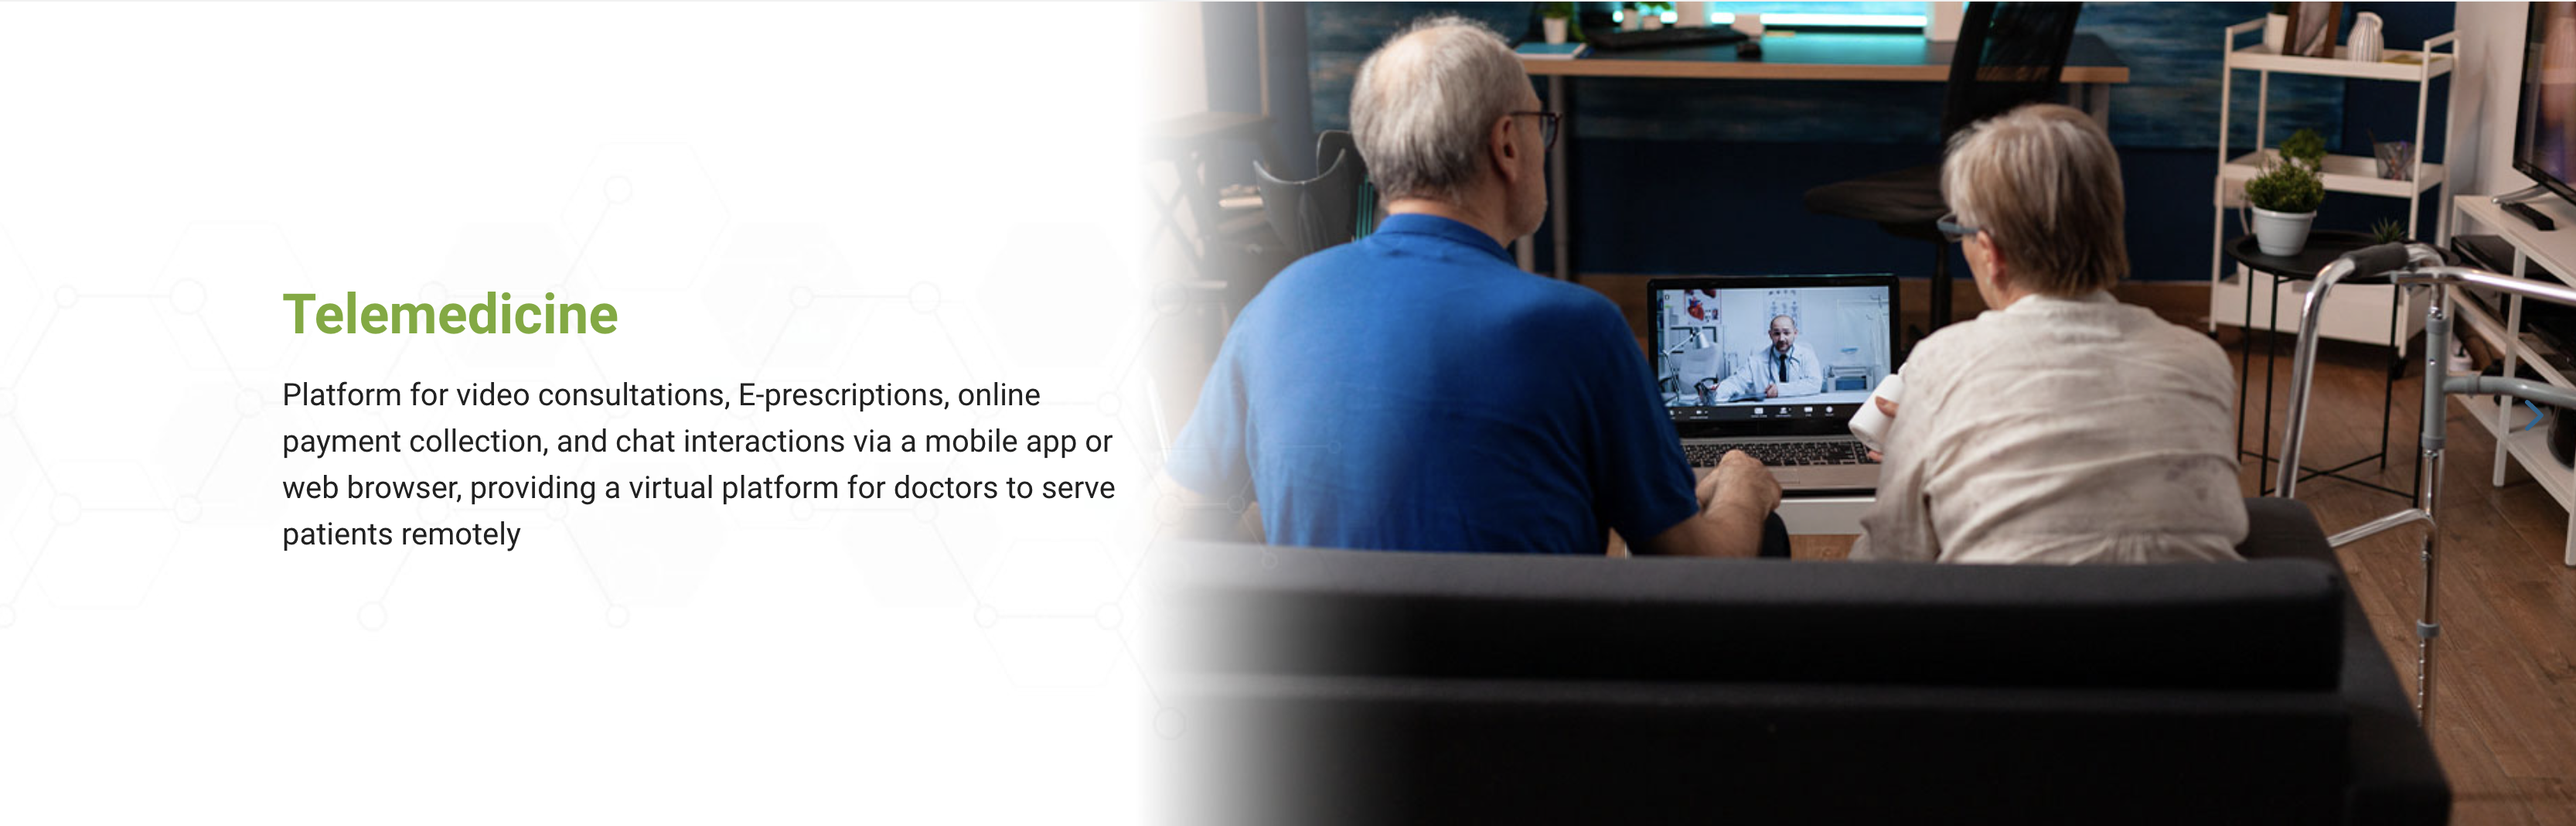 Telemedicine
Platform for video consultations, E-prescriptions, online
payment collection, and chat interactions via a mobile app or
web browser, providing a virtual platform for doctors to serve
patients remotely